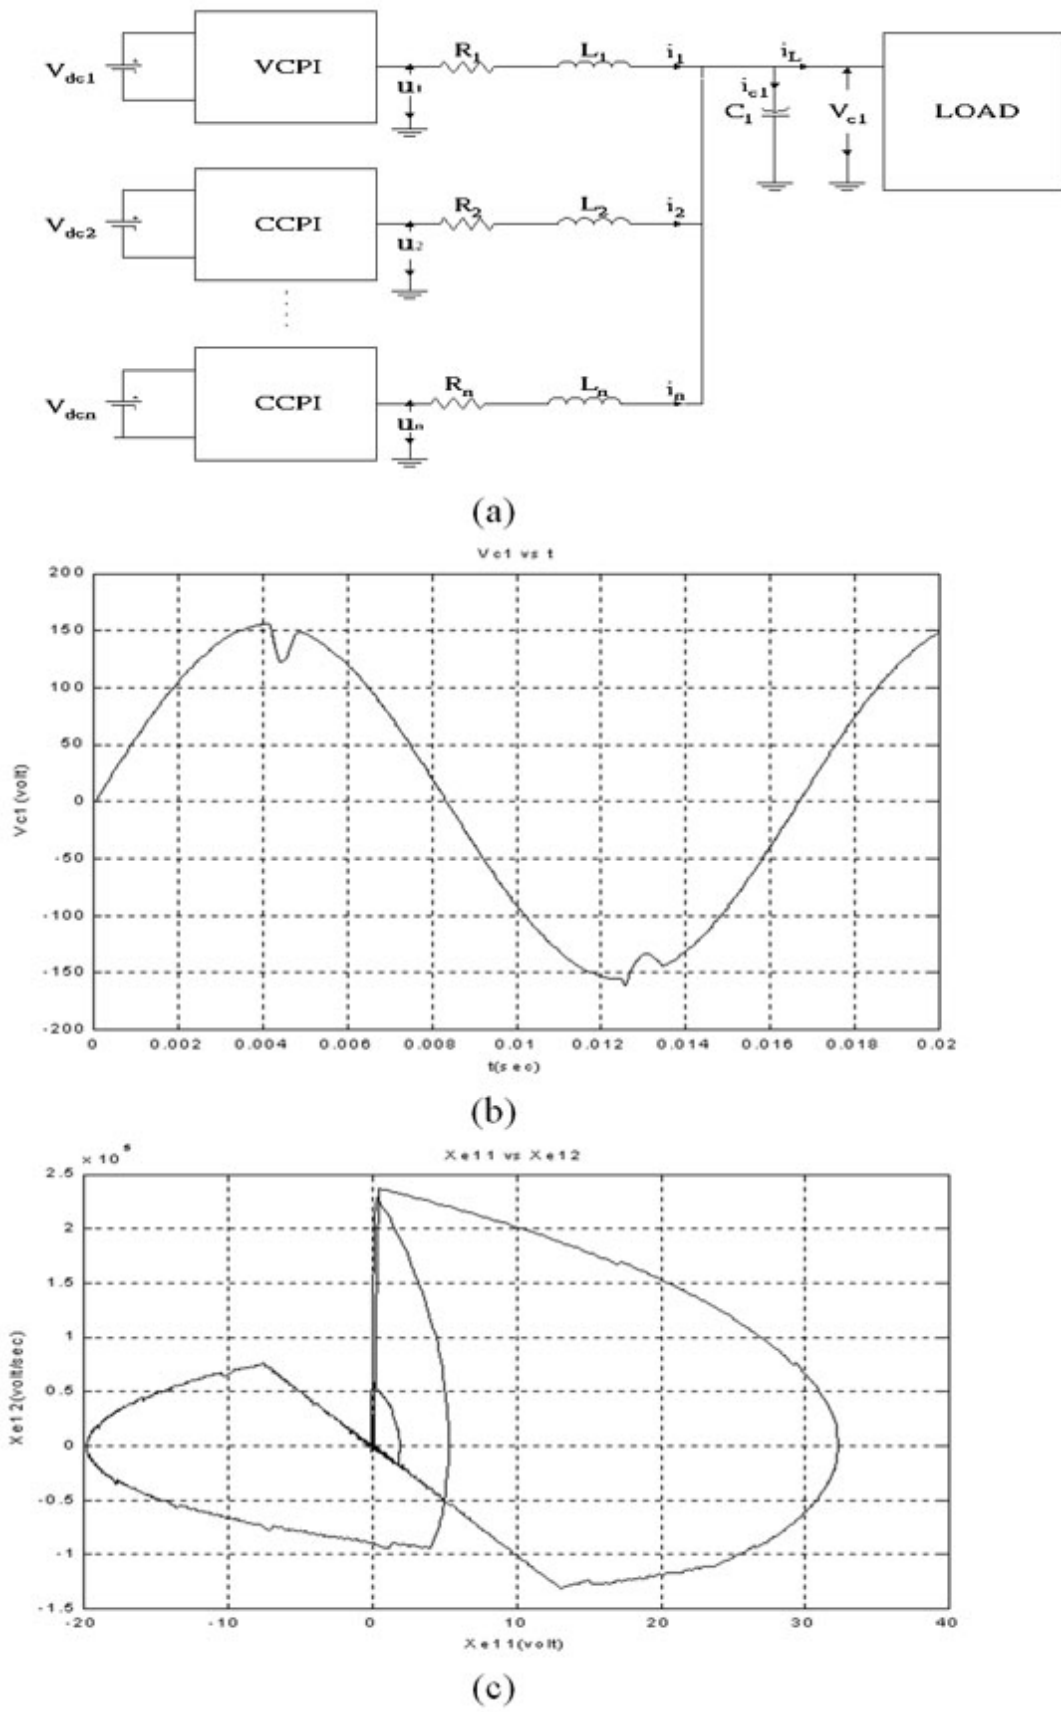 Vdc1 VCPI u1 R1 L1 i1 iL ic1 C1 Vc1 LOAD
Vdc2 CCPI u2 R2 L2 i2
Vdcn CCPI un Rn Ln in
(a)
Vc1 vs t
200
150
100
50
0
-50
-100
-150
-200
Vc1(volt)
0 0.002 0.004 0.006 0.008 0.01 0.012 0.014 0.016 0.018 0.02
t(sec)
(b)
Xe11 vs Xe12
2.5
2
1.5
1
0.5
0
-0.5
-1
-1.5
Xe12(volt/sec)
-20 -10 0 10 20 30 40
Xe11(volt)
(c)